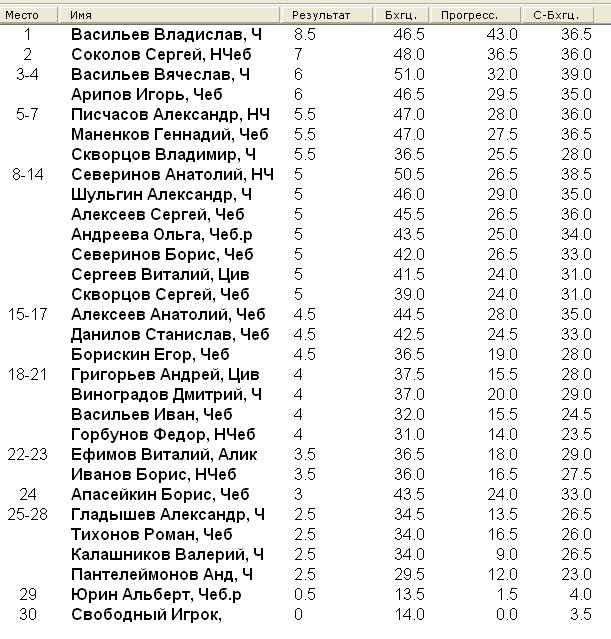 Место Имя Результат Бхгц. Прогресс. С-Бхгц.
1 Васильев Владислав, Ч 8.5 46.5 43.0 36.5
2 Соколов Сергей, НЧеб 7 48.0 36.5 36.0
3-4 Васильев Вячеслав, Ч 6 51.0 32.0 39.0
Арипов Игорь, Чеб 6 46.5 29.5 35.0
5-7 Писчасов Александр, НЧ 5.5 47.0 28.0 36.0
Маненков Геннадий, Чеб 5.5 47.0 27.5 36.5
Скворцов Владимир, Ч 5.5 36.5 25.5 28.0
8-14 Северинов Анатолий, НЧ 5 50.5 26.5 38.5
Шульгин Александр, Ч 5 46.0 29.0 35.0
Алексеев Сергей, Чеб 5 45.5 26.5 36.0
Андреева Ольга, Чеб.р 5 43.5 25.0 34.0
Северинов Борис, Чеб 5 42.0 26.5 33.0
Сергеев Виталий, Цив 5 41.5 24.0 31.0
Скворцов Сергей, Чеб 5 39.0 24.0 31.0
15-17 Алексеев Анатолий, Чеб 4.5 44.5 28.0 35.0
Данилов Станислав, Чеб 4.5 42.5 24.5 33.0
Борискин Егор, Чеб 4.5 36.5 19.0 28.0
18-21 Григорьев Андрей, Цив 4 37.5 15.5 28.0
Виноградов Дмитрий, Ч 4 37.0 20.0 29.0
Васильев Иван, Чеб 4 32.0 15.5 24.5
Горбунов Федор, НЧеб 4 31.0 14.0 23.5
22-23 Ефимов Виталий, Алик 3.5 36.5 18.0 29.0
Иванов Борис, НЧеб 3.5 36.0 16.5 27.5
24 Апасейкин Борис, Чеб 3 43.5 24.0 33.0
25-28 Гладышев Александр, Ч 2.5 34.5 13.5 26.5
Тихонов Роман, Чеб 2.5 34.0 16.5 26.0
Калашников Валерий, Ч 2.5 34.0 9.0 26.5
Пантелеймонов Анд, Ч 2.5 29.5 12.0 23.0
29 Юрин Альберт, Чеб.р 0.5 13.5 1.5 4.0
30 Свободный Игрок, 0 14.0 0.0 3.5